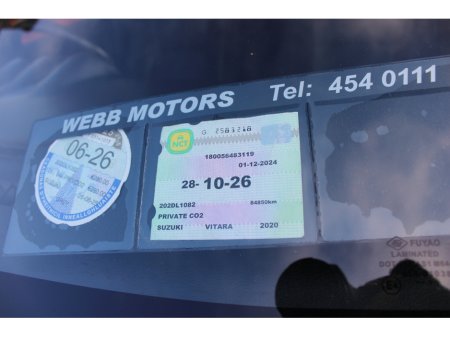 WEBB MOTORS Tel: 454 0111
06-26
NCT
G 2583218
180056483119
01-12-2024
28- 10-26
202DL1082
84850km
PRIVATE CO2
SUZUKI VITARA 2020
FUYAO
LAMINATED